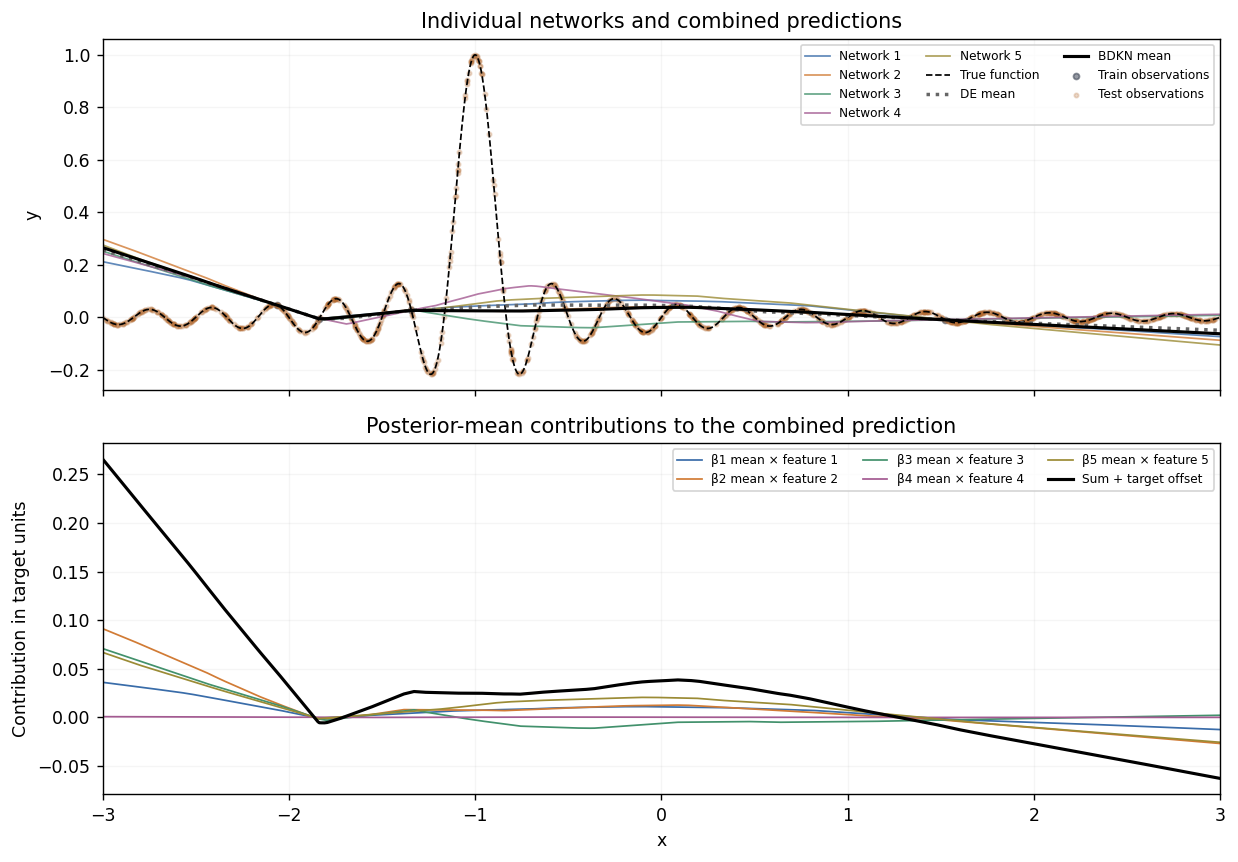 Individual networks and combined predictions
Network 1
Network 2
Network 3
Network 4
Network 5
True function
DE mean
BDKN mean
Train observations
Test observations
1.0
0.8
0.6
0.4
0.2
0.0
−0.2
y
Posterior-mean contributions to the combined prediction
β1 mean × feature 1
β2 mean × feature 2
β3 mean × feature 3
β4 mean × feature 4
β5 mean × feature 5
Sum + target offset
0.25
0.20
0.15
0.10
0.05
0.00
−0.05
Contribution in target units
−3 −2 −1 0 1 2 3
x